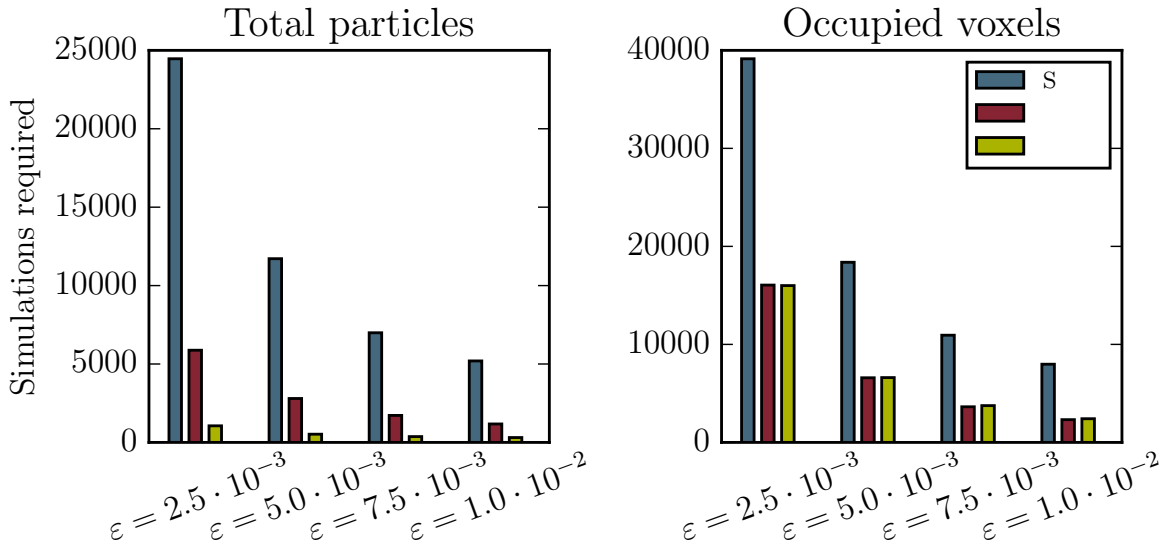 Total particles
Simulations required
25000
20000
15000
10000
5000
0
ε = 2.5 · 10⁻³
ε = 5.0 · 10⁻³
ε = 7.5 · 10⁻³
ε = 1.0 · 10⁻²
Occupied voxels
40000
30000
20000
10000
0
S
ε = 2.5 · 10⁻³
ε = 5.0 · 10⁻³
ε = 7.5 · 10⁻³
ε = 1.0 · 10⁻²